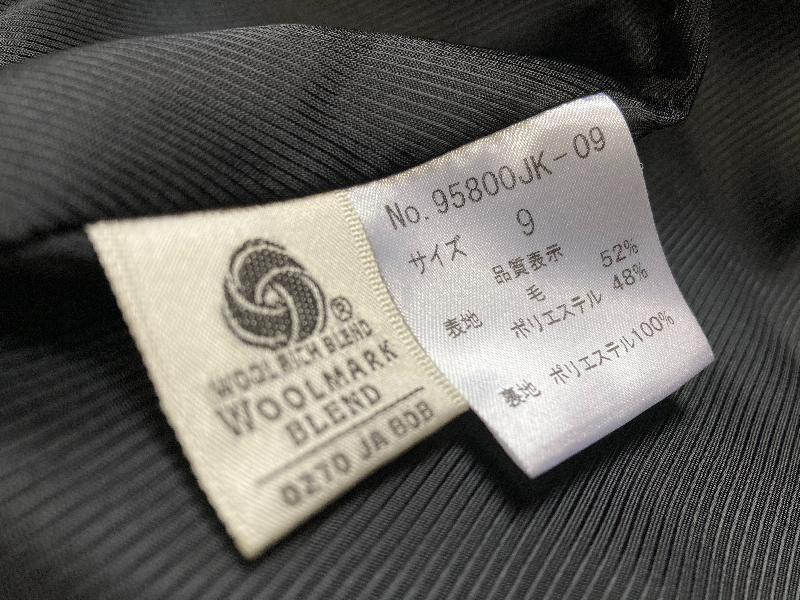 ®
WOOL RICH BLEND
WOOLMARK
BLEND
0270 JA 80B
No. 95800JK-09
サイズ 9
品質表示
表地 毛 52%
ポリエステル 48%
裏地 ポリエステル100%